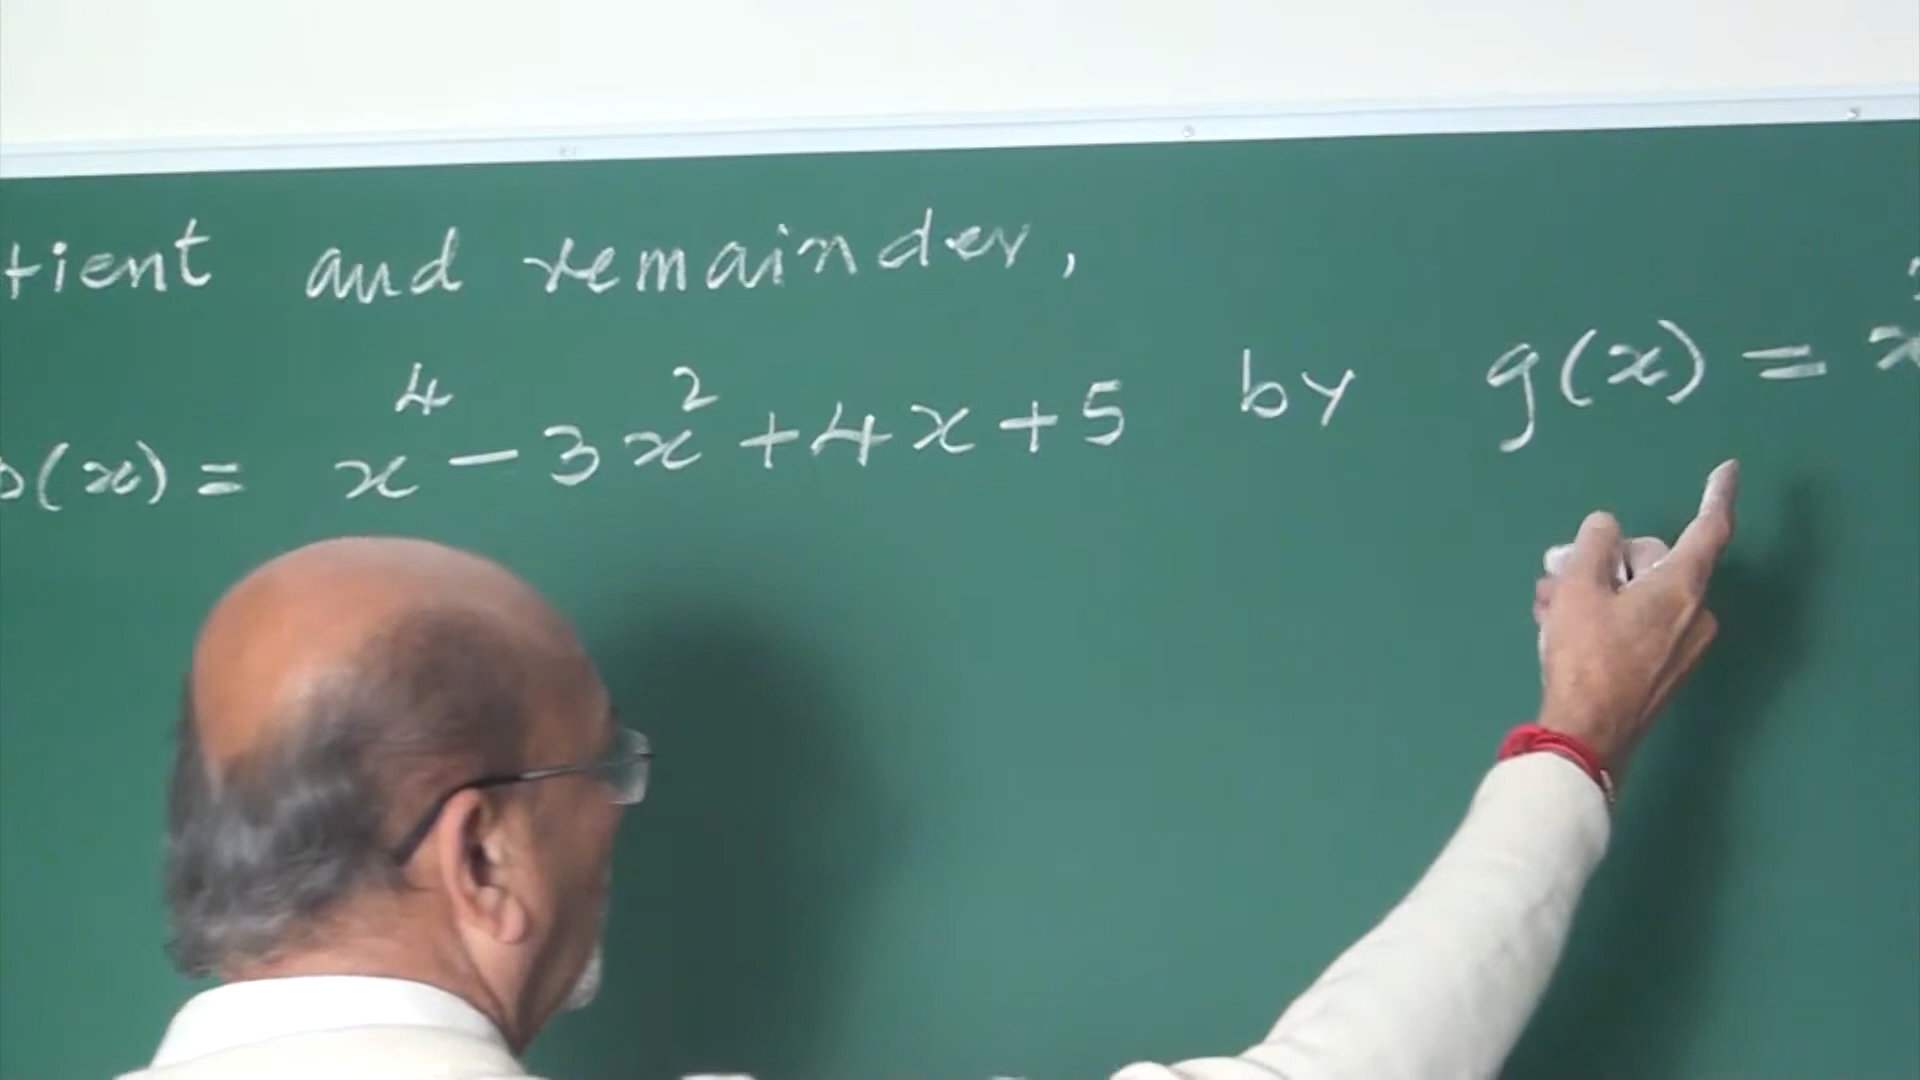 tient and remainder,
p(x) = x⁴ - 3x² + 4x + 5 by g(x) = x